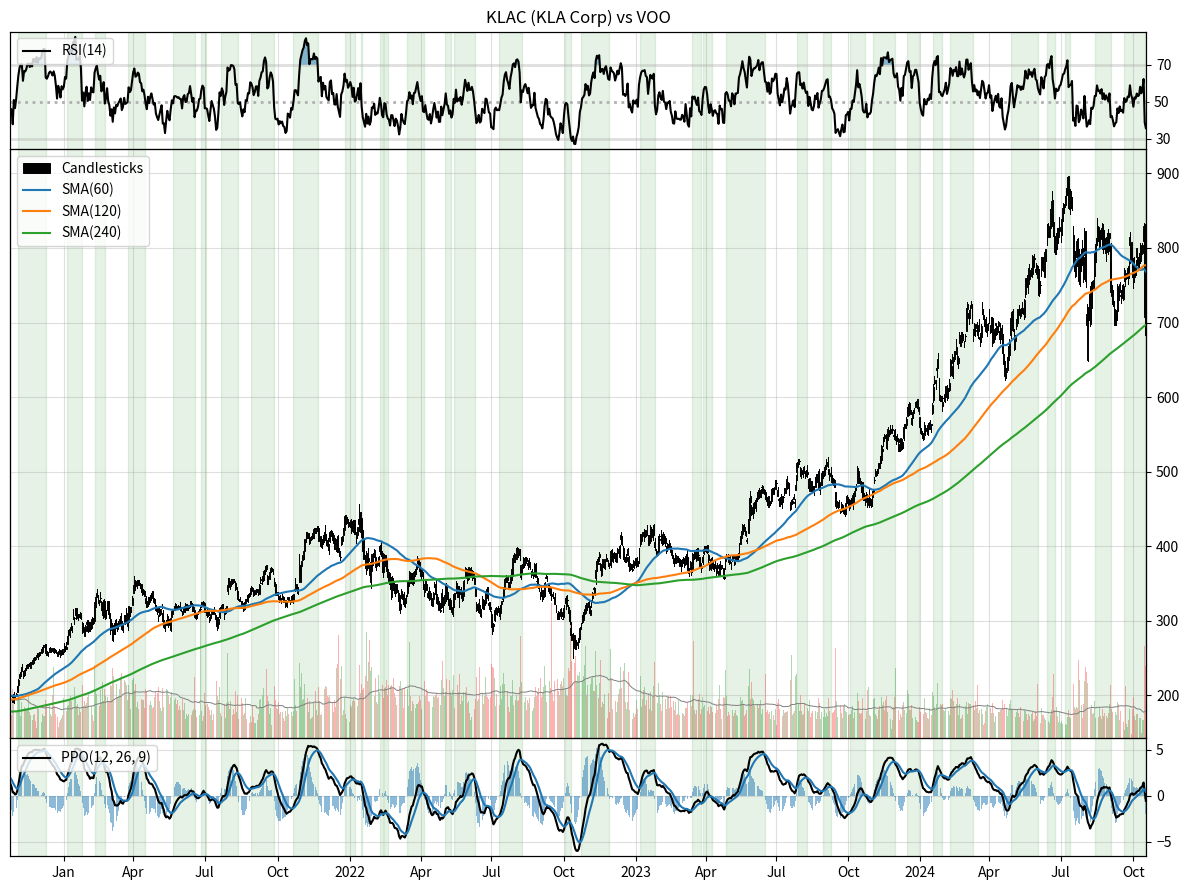 KLAC (KLA Corp) vs VOO
RSI(14)
70
50
30
Candlesticks
SMA(60)
SMA(120)
SMA(240)
900
800
700
600
500
400
300
200
PPO(12, 26, 9)
5
0
−5
Jan Apr Jul Oct 2022 Apr Jul Oct 2023 Apr Jul Oct 2024 Apr Jul Oct